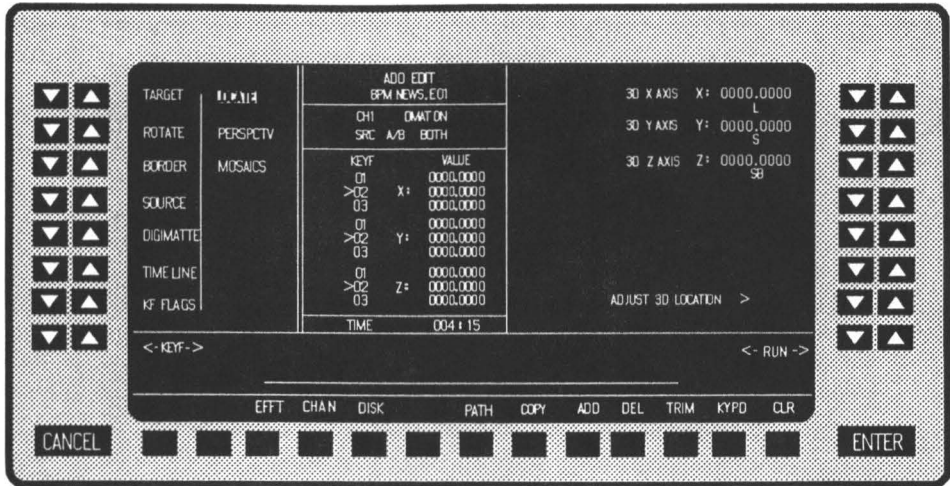 ADD EDIT
BPM NEWS.E01
CH1 DMAT ON
SRC A/B BOTH
TARGET LOCATE
ROTATE PERSPCTV
BORDER MOSAICS
SOURCE
DIGIMATTE
TIME LINE
KF FLAGS
KEYF VALUE
01 0000.0000
>02 X: 0000.0000
03 0000.0000
01 0000.0000
>02 Y: 0000.0000
03 0000.0000
01 0000.0000
>02 Z: 0000.0000
03 0000.0000
TIME 004:15
3D X AXIS X: 0000.0000
L
3D Y AXIS Y: 0000.0000
S
3D Z AXIS Z: 0000.0000
SB
ADJUST 3D LOCATION >
<-KEYF->
<- RUN ->
EFFT CHAN DISK PATH COPY ADD DEL TRIM KYPD CLR
CANCEL ENTER